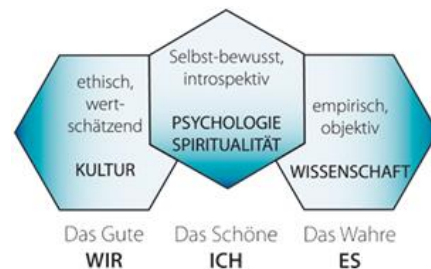 ethisch,
wert-
schätzend
KULTUR
Selbst-bewusst,
introspektiv
PSYCHOLOGIE
SPIRITUALITÄT
empirisch,
objektiv
WISSENSCHAFT
Das Gute
WIR
Das Schöne
ICH
Das Wahre
ES